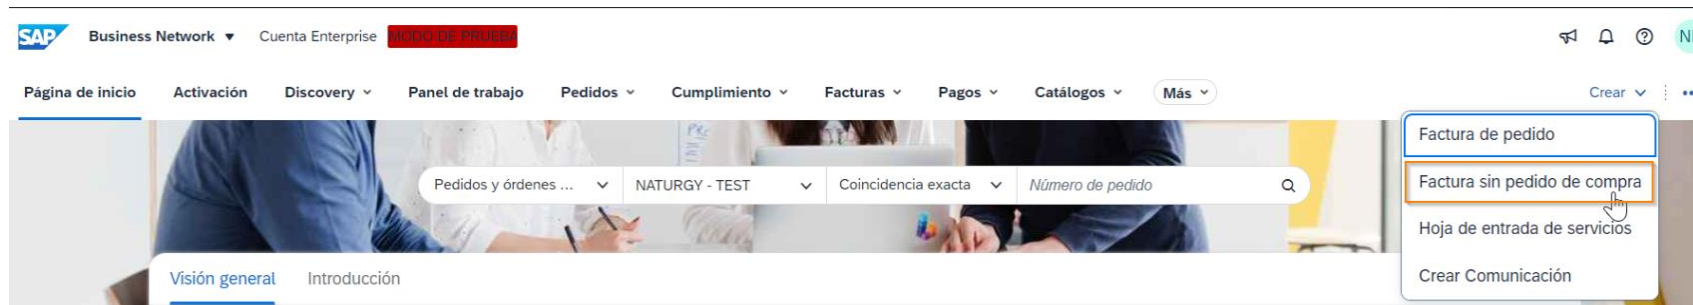 SAP Business Network Cuenta Enterprise MODO DE PRUEBA
Página de inicio Activación Discovery Panel de trabajo Pedidos Cumplimiento Facturas Pagos Catálogos Más Crear
Pedidos y órdenes ... NATURGY - TEST Coincidencia exacta Número de pedido
Factura de pedido
Factura sin pedido de compra
Hoja de entrada de servicios
Crear Comunicación
Visión general Introducción